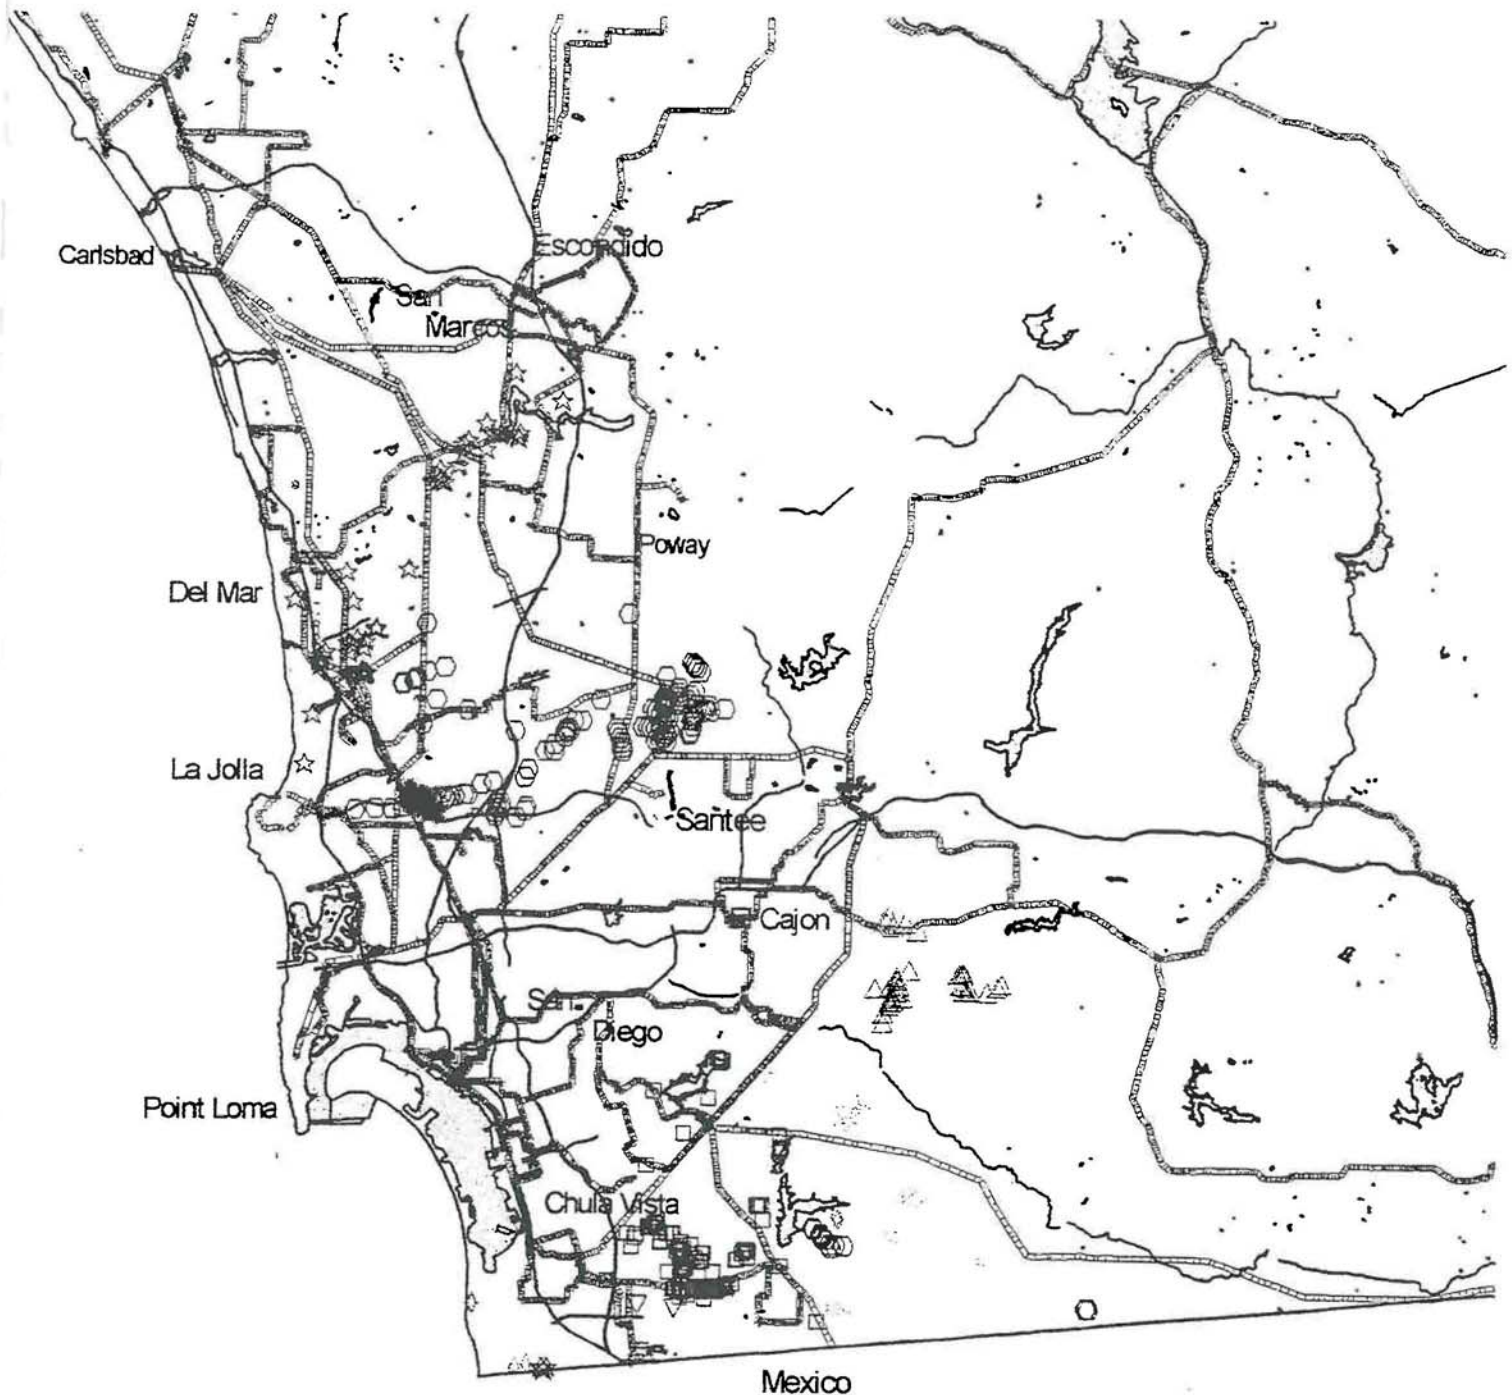 Escondido
Carlsbad
San
Marcos
Poway
Del Mar
La Jolla
Santee
Cajon
San
Diego
Point Loma
Chula Vista
Mexico